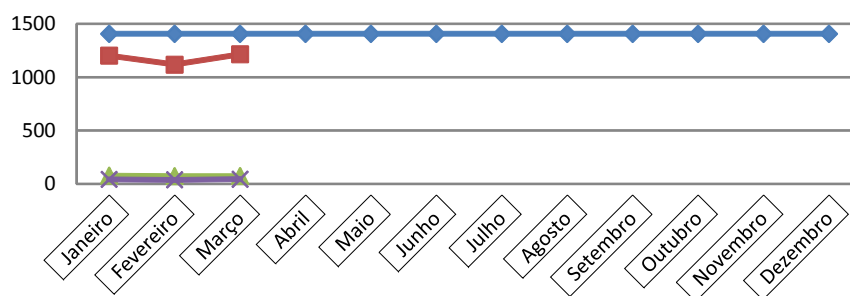 1500
1000
500
0
Janeiro
Fevereiro
Março
Abril
Maio
Junho
Julho
Agosto
Setembro
Outubro
Novembro
Dezembro